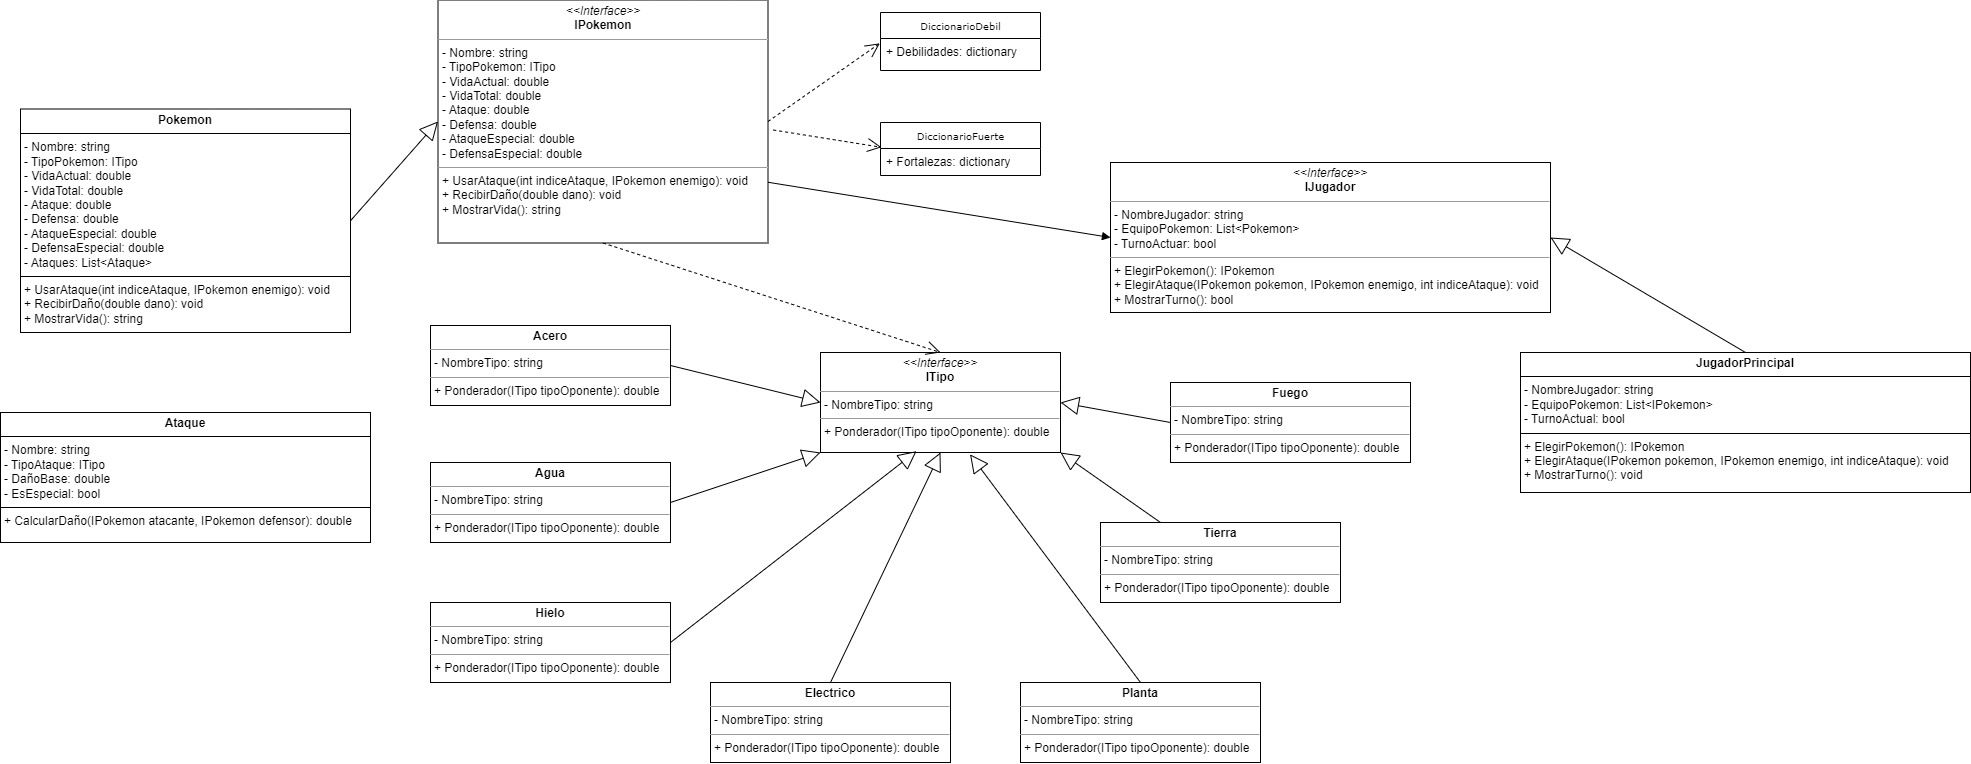 <<Interface>>
IPokemon
- Nombre: string
- TipoPokemon: ITipo
- VidaActual: double
- VidaTotal: double
- Ataque: double
- Defensa: double
- AtaqueEspecial: double
- DefensaEspecial: double
+ UsarAtaque(int indiceAtaque, IPokemon enemigo): void
+ RecibirDaño(double dano): void
+ MostrarVida(): string
DiccionarioDebil
+ Debilidades: dictionary
DiccionarioFuerte
+ Fortalezas: dictionary
Pokemon
- Nombre: string
- TipoPokemon: ITipo
- VidaActual: double
- VidaTotal: double
- Ataque: double
- Defensa: double
- AtaqueEspecial: double
- DefensaEspecial: double
- Ataques: List<Ataque>
+ UsarAtaque(int indiceAtaque, IPokemon enemigo): void
+ RecibirDaño(double dano): void
+ MostrarVida(): string
<<Interface>>
IJugador
- NombreJugador: string
- EquipoPokemon: List<Pokemon>
- TurnoActuar: bool
+ ElegirPokemon(): IPokemon
+ ElegirAtaque(IPokemon pokemon, IPokemon enemigo, int indiceAtaque): void
+ MostrarTurno(): bool
Acero
- NombreTipo: string
+ Ponderador(ITipo tipoOponente): double
<<Interface>>
ITipo
- NombreTipo: string
+ Ponderador(ITipo tipoOponente): double
Fuego
- NombreTipo: string
+ Ponderador(ITipo tipoOponente): double
JugadorPrincipal
- NombreJugador: string
- EquipoPokemon: List<IPokemon>
- TurnoActual: bool
+ ElegirPokemon(): IPokemon
+ ElegirAtaque(IPokemon pokemon, IPokemon enemigo, int indiceAtaque): void
+ MostrarTurno(): void
Ataque
- Nombre: string
- TipoAtaque: ITipo
- DañoBase: double
- EsEspecial: bool
+ CalcularDaño(IPokemon atacante, IPokemon defensor): double
Agua
- NombreTipo: string
+ Ponderador(ITipo tipoOponente): double
Tierra
- NombreTipo: string
+ Ponderador(ITipo tipoOponente): double
Hielo
- NombreTipo: string
+ Ponderador(ITipo tipoOponente): double
Electrico
- NombreTipo: string
+ Ponderador(ITipo tipoOponente): double
Planta
- NombreTipo: string
+ Ponderador(ITipo tipoOponente): double